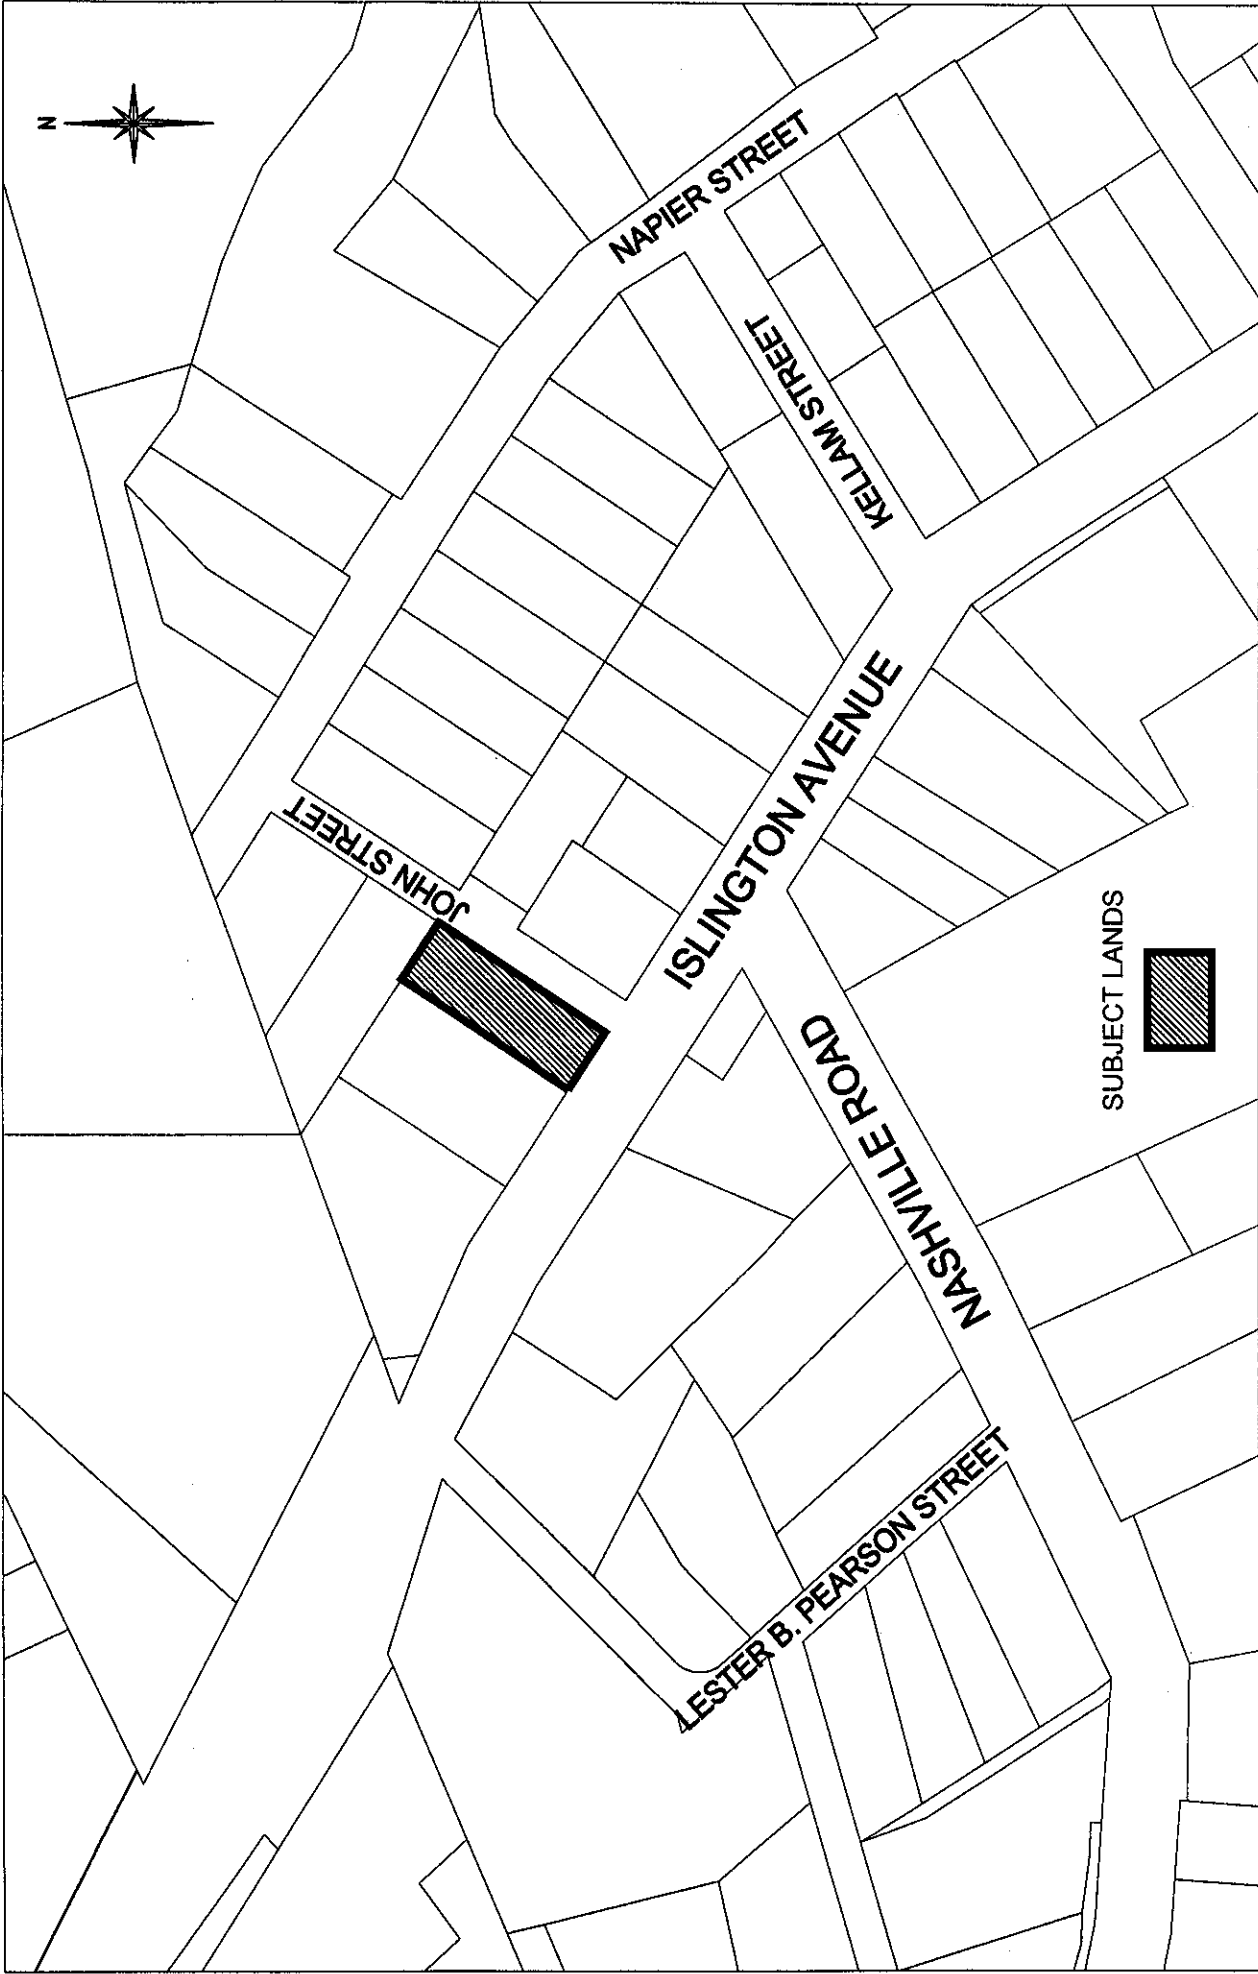 N
NAPIER STREET
KELLAM STREET
JOHN STREET
ISLINGTON AVENUE
NASHVILLE ROAD
LESTER B. PEARSON STREET
SUBJECT LANDS